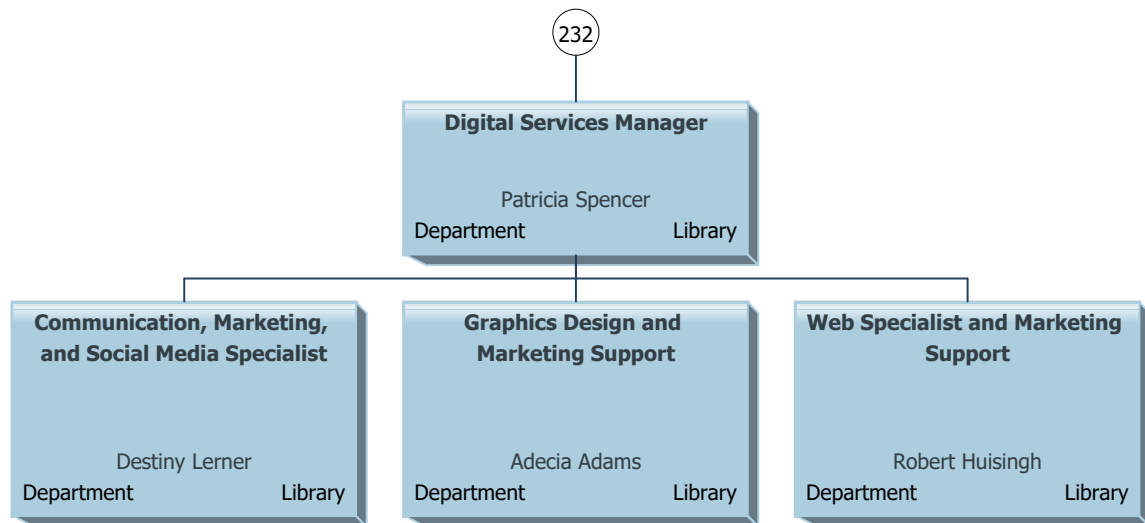 232
Digital Services Manager
Patricia Spencer
Department Library
Communication, Marketing,
and Social Media Specialist
Destiny Lerner
Department Library
Graphics Design and
Marketing Support
Adecia Adams
Department Library
Web Specialist and Marketing
Support
Robert Huisingh
Department Library